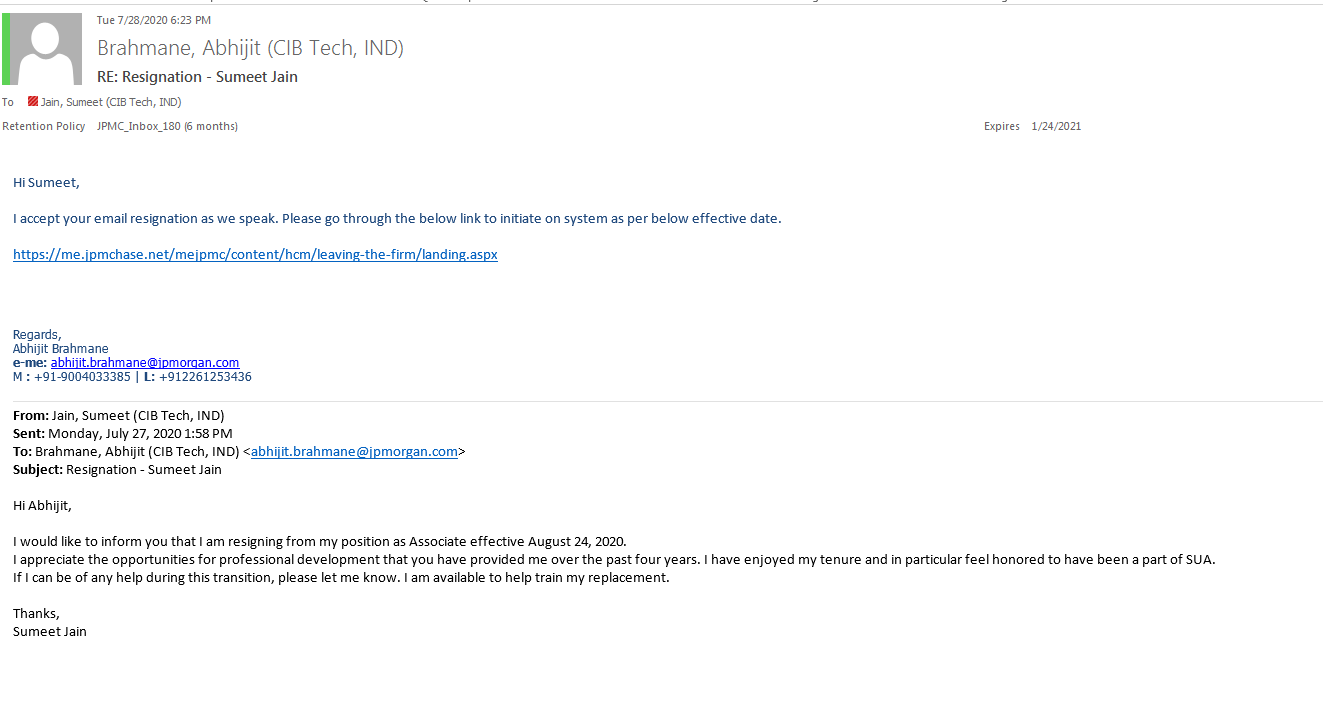 Tue 7/28/2020 6:23 PM
Brahmane, Abhijit (CIB Tech, IND)
RE: Resignation - Sumeet Jain
To Jain, Sumeet (CIB Tech, IND)
Retention Policy JPMC_Inbox_180 (6 months) Expires 1/24/2021
Hi Sumeet,
I accept your email resignation as we speak. Please go through the below link to initiate on system as per below effective date.
https://me.jpmchase.net/mejpmc/content/hcm/leaving-the-firm/landing.aspx
Regards,
Abhijit Brahmane
e-me: abhijit.brahmane@jpmorgan.com
M : +91-9004033385 | L: +912261253436
From: Jain, Sumeet (CIB Tech, IND)
Sent: Monday, July 27, 2020 1:58 PM
To: Brahmane, Abhijit (CIB Tech, IND) <abhijit.brahmane@jpmorgan.com>
Subject: Resignation - Sumeet Jain
Hi Abhijit,
I would like to inform you that I am resigning from my position as Associate effective August 24, 2020.
I appreciate the opportunities for professional development that you have provided me over the past four years. I have enjoyed my tenure and in particular feel honored to have been a part of SUA.
If I can be of any help during this transition, please let me know. I am available to help train my replacement.
Thanks,
Sumeet Jain